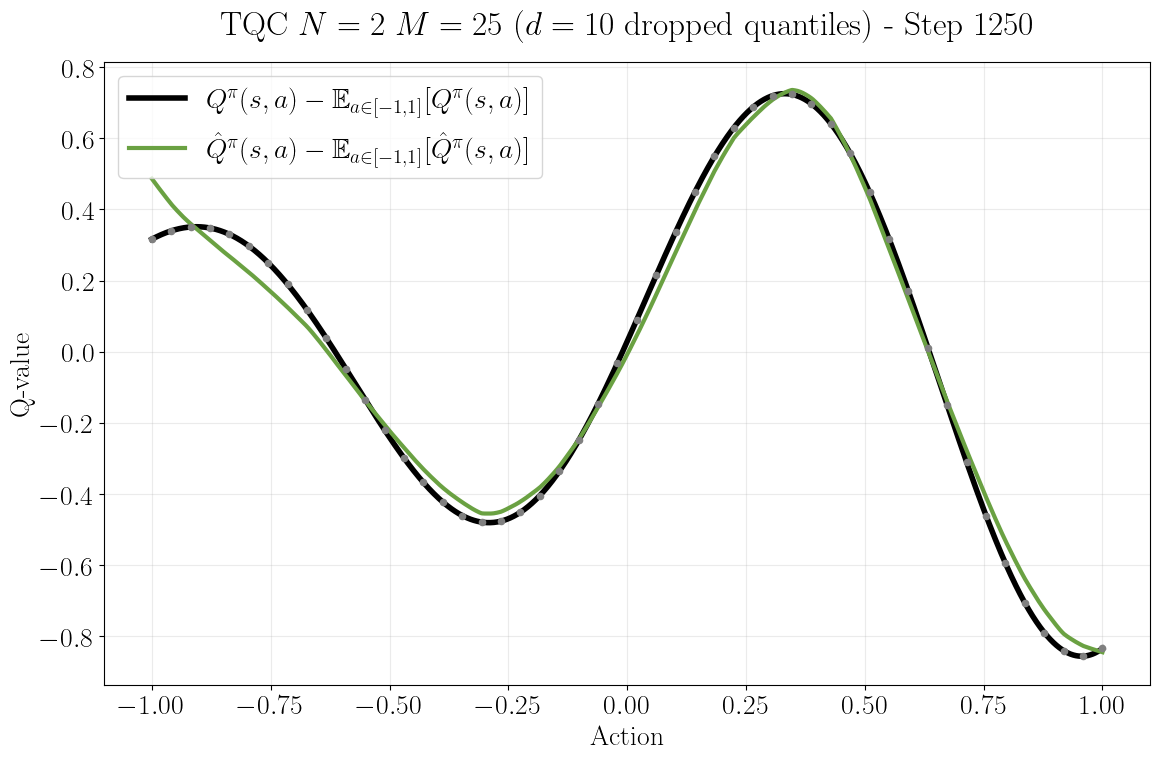 TQC N = 2 M = 25 (d = 10 dropped quantiles) - Step 1250
Q^π(s, a) − 𝔼_{a∈[−1,1]}[Q^π(s, a)]
Q̂^π(s, a) − 𝔼_{a∈[−1,1]}[Q̂^π(s, a)]
0.8
0.6
0.4
0.2
0.0
−0.2
−0.4
−0.6
−0.8
Q-value
−1.00 −0.75 −0.50 −0.25 0.00 0.25 0.50 0.75 1.00
Action